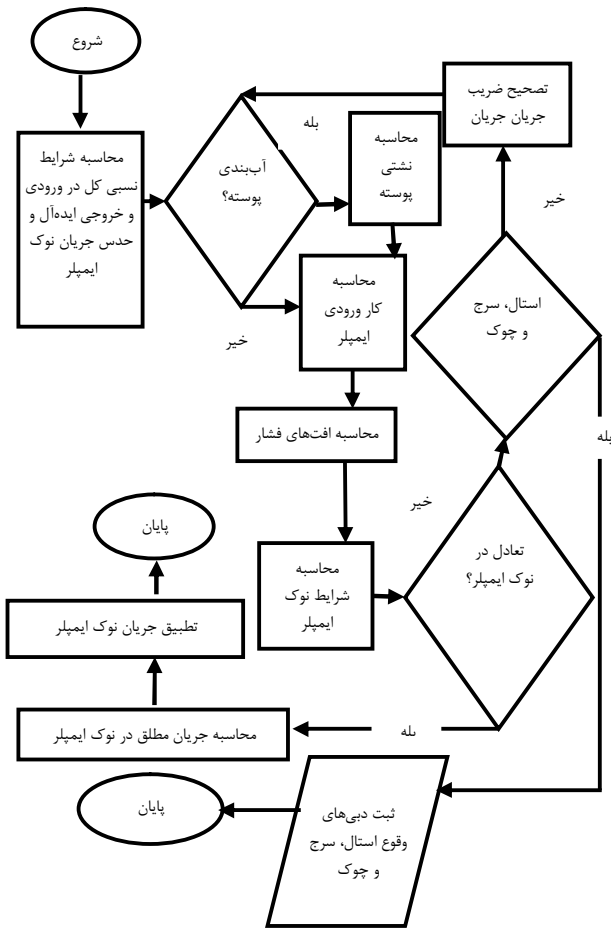 شروع
محاسبه شرایط
نسبی کل در ورودی
و خروجی ایده‌آل و
حدس جریان نوک
ایمپلر
آب‌بندی
پوسته؟
بله
محاسبه
نشتی
پوسته
خیر
محاسبه
کار ورودی
ایمپلر
محاسبه افت‌های فشار
محاسبه
شرایط نوک
ایمپلر
تعادل در
نوک ایمپلر؟
خیر
استال، سرج
و چوک
خیر
تصحیح ضریب
جریان جریان
بله
بله
محاسبه جریان مطلق در نوک ایمپلر
تطبیق جریان نوک ایمپلر
پایان
ثبت دبی‌های
وقوع استال، سرج
و چوک
پایان